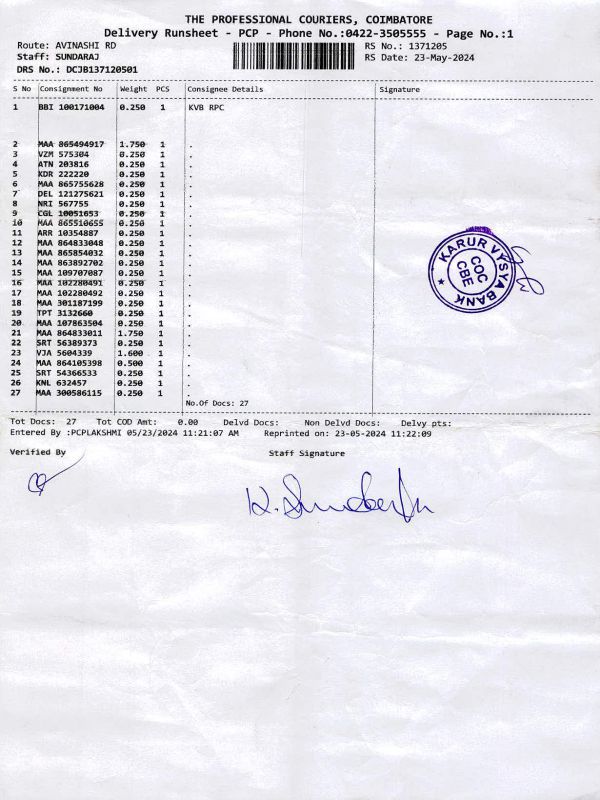 THE PROFESSIONAL COURIERS, COIMBATORE
Delivery Runsheet - PCP - Phone No.:0422-3505555 - Page No.:1
Route: AVINASHI RD
RS No.: 1371205
Staff: SUNDARAJ
RS Date: 23-May-2024
DRS No.: DCJB137120501
S No Consignment No Weight PCS Consignee Details Signature
1 BBI 100171004 0.250 1 KVB RPC
2 MAA 865494917 1.750 1 .
3 VZM 575304 0.250 1 .
4 ATN 203816 0.250 1 .
5 KDR 222220 0.250 1 .
6 MAA 865755628 0.250 1 .
7 DEL 121275621 0.250 1 .
8 NRI 567755 0.250 1 .
9 CGL 10051653 0.250 1 .
10 MAA 865510655 0.250 1 .
11 ARR 10354887 0.250 1 .
12 MAA 864833048 0.250 1 .
13 MAA 865854032 0.250 1 .
14 MAA 863892702 0.250 1 .
15 MAA 109707087 0.250 1 .
16 MAA 102280491 0.250 1 .
17 MAA 102280492 0.250 1 .
18 MAA 301187199 0.250 1 .
19 TPT 3132660 0.250 1 .
20 MAA 107863504 0.250 1 .
21 MAA 864833011 1.750 1 .
22 SRT 56389373 0.250 1 .
23 VJA 5604339 1.600 1 .
24 MAA 864105398 0.500 1 .
25 SRT 54366533 0.250 1 .
26 KNL 632457 0.250 1 .
27 MAA 300586115 0.250 1 .
KARUR VYSYA BANK
COC
CBE
No.Of Docs: 27
Tot Docs: 27 Tot COD Amt: 0.00 Delvd Docs: Non Delvd Docs: Delvy pts:
Entered By :PCPLAKSHMI 05/23/2024 11:21:07 AM Reprinted on: 23-05-2024 11:22:09
Verified By Staff Signature